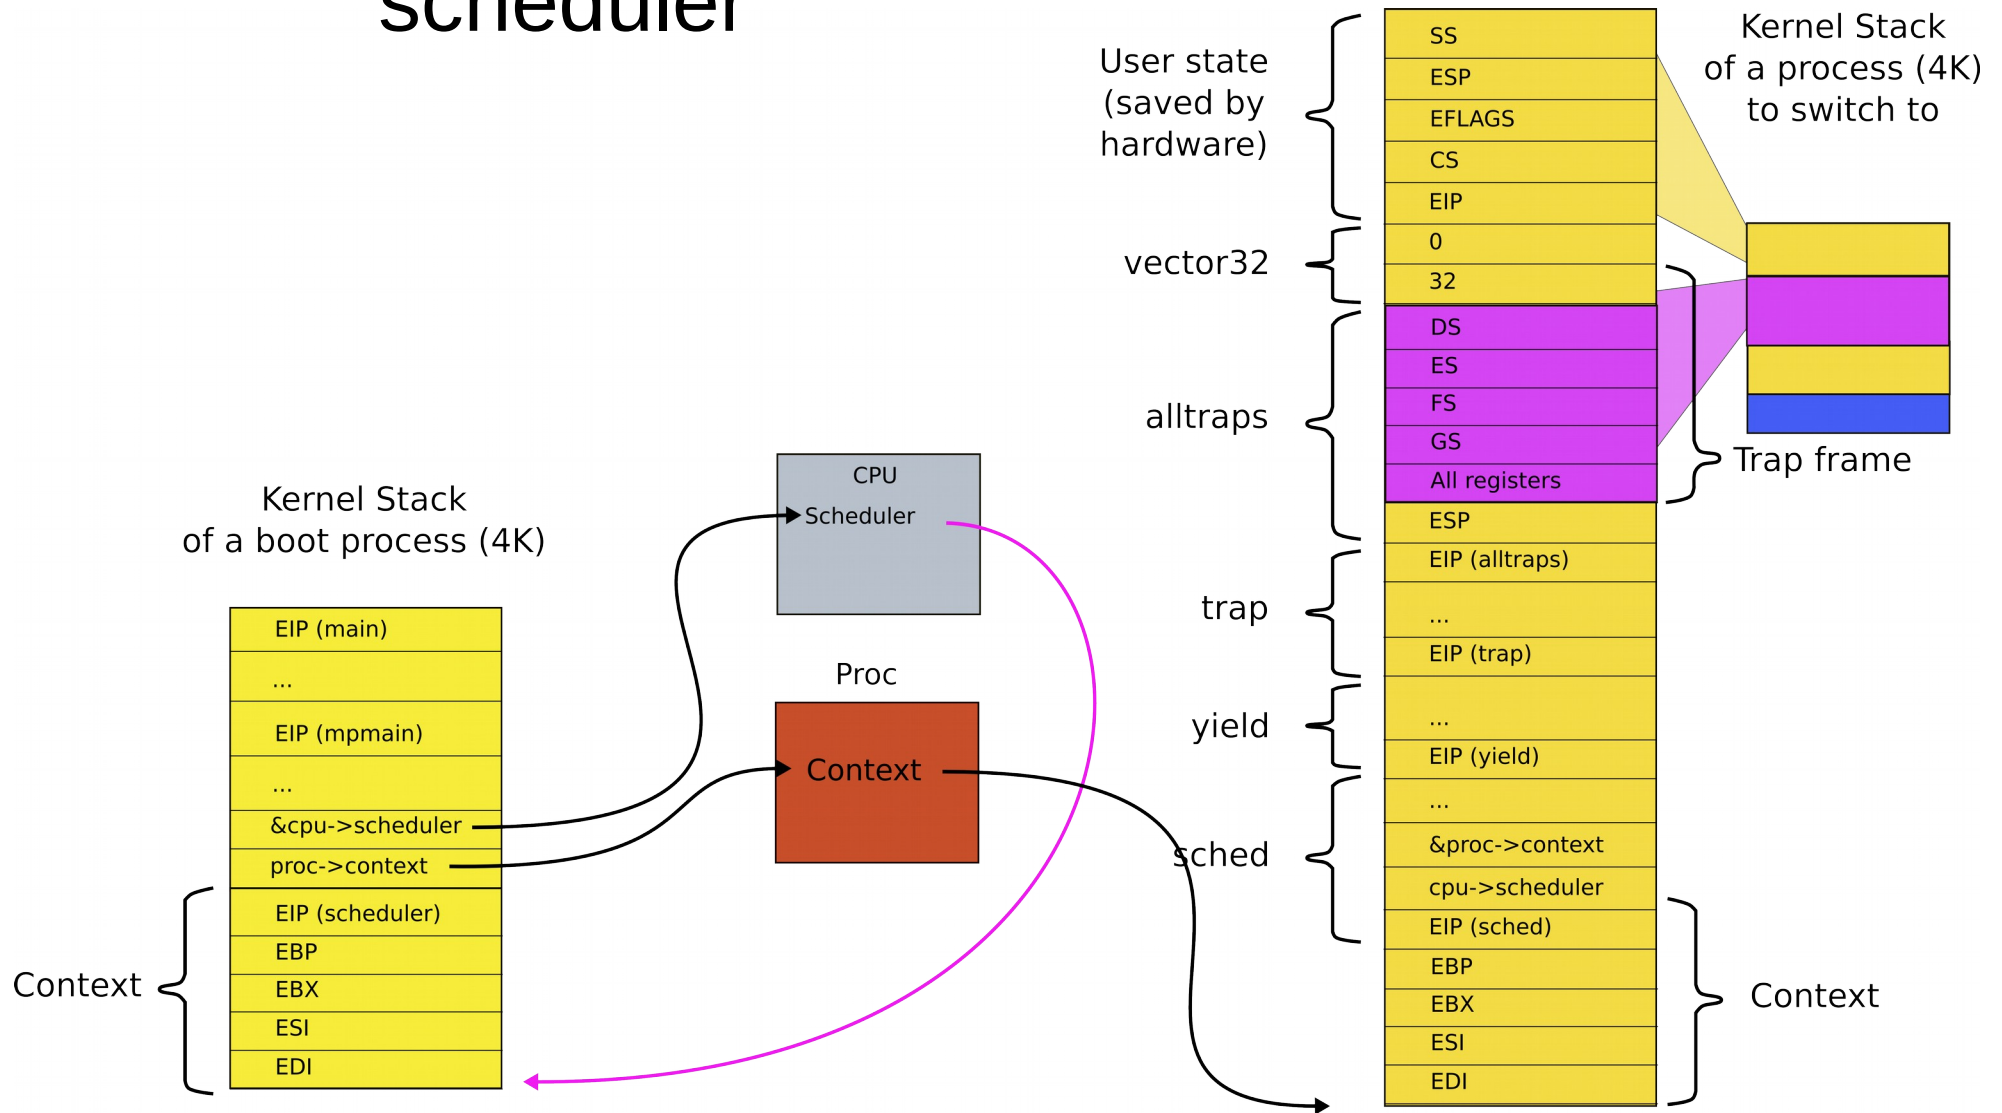 scheduler
Kernel Stack
of a process (4K)
to switch to
User state
(saved by
hardware)
vector32
alltraps
trap
yield
sched
SS
ESP
EFLAGS
CS
EIP
0
32
DS
ES
FS
GS
All registers
ESP
EIP (alltraps)
...
EIP (trap)
...
EIP (yield)
...
&proc->context
cpu->scheduler
EIP (sched)
EBP
EBX
ESI
EDI
Trap frame
Context
CPU
Scheduler
Proc
Context
Kernel Stack
of a boot process (4K)
EIP (main)
...
EIP (mpmain)
...
&cpu->scheduler
proc->context
EIP (scheduler)
EBP
EBX
ESI
EDI
Context